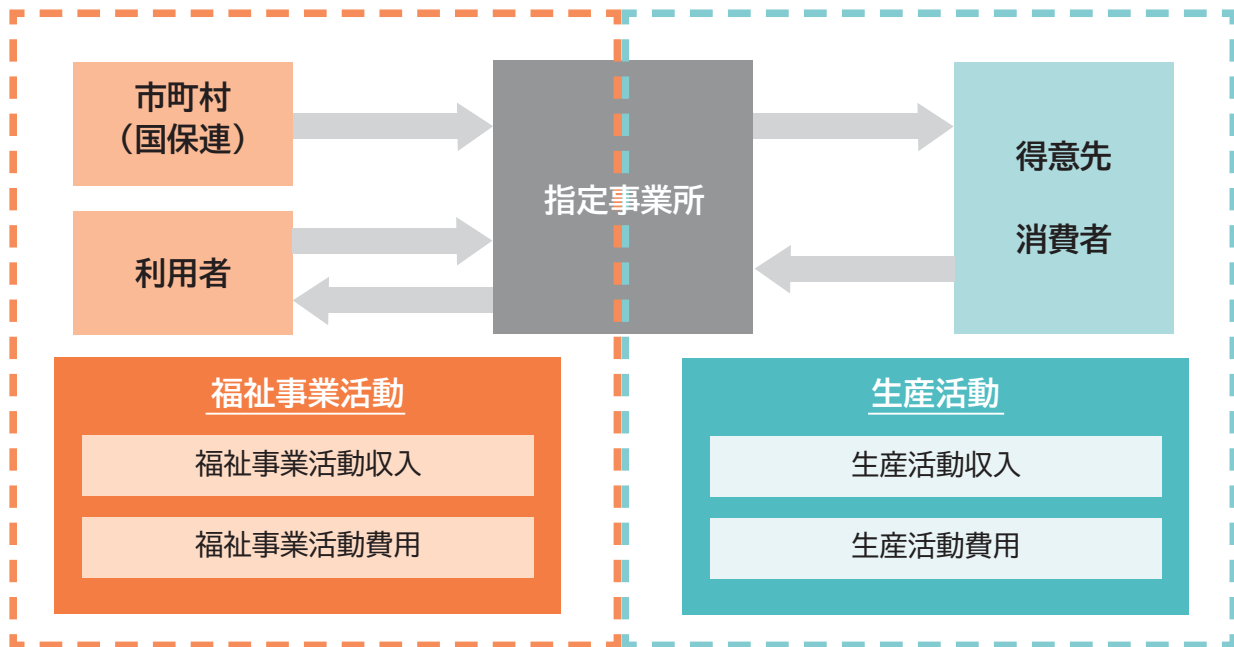 市町村
（国保連）
利用者
指定事業所
得意先
消費者
福祉事業活動
福祉事業活動収入
福祉事業活動費用
生産活動
生産活動収入
生産活動費用